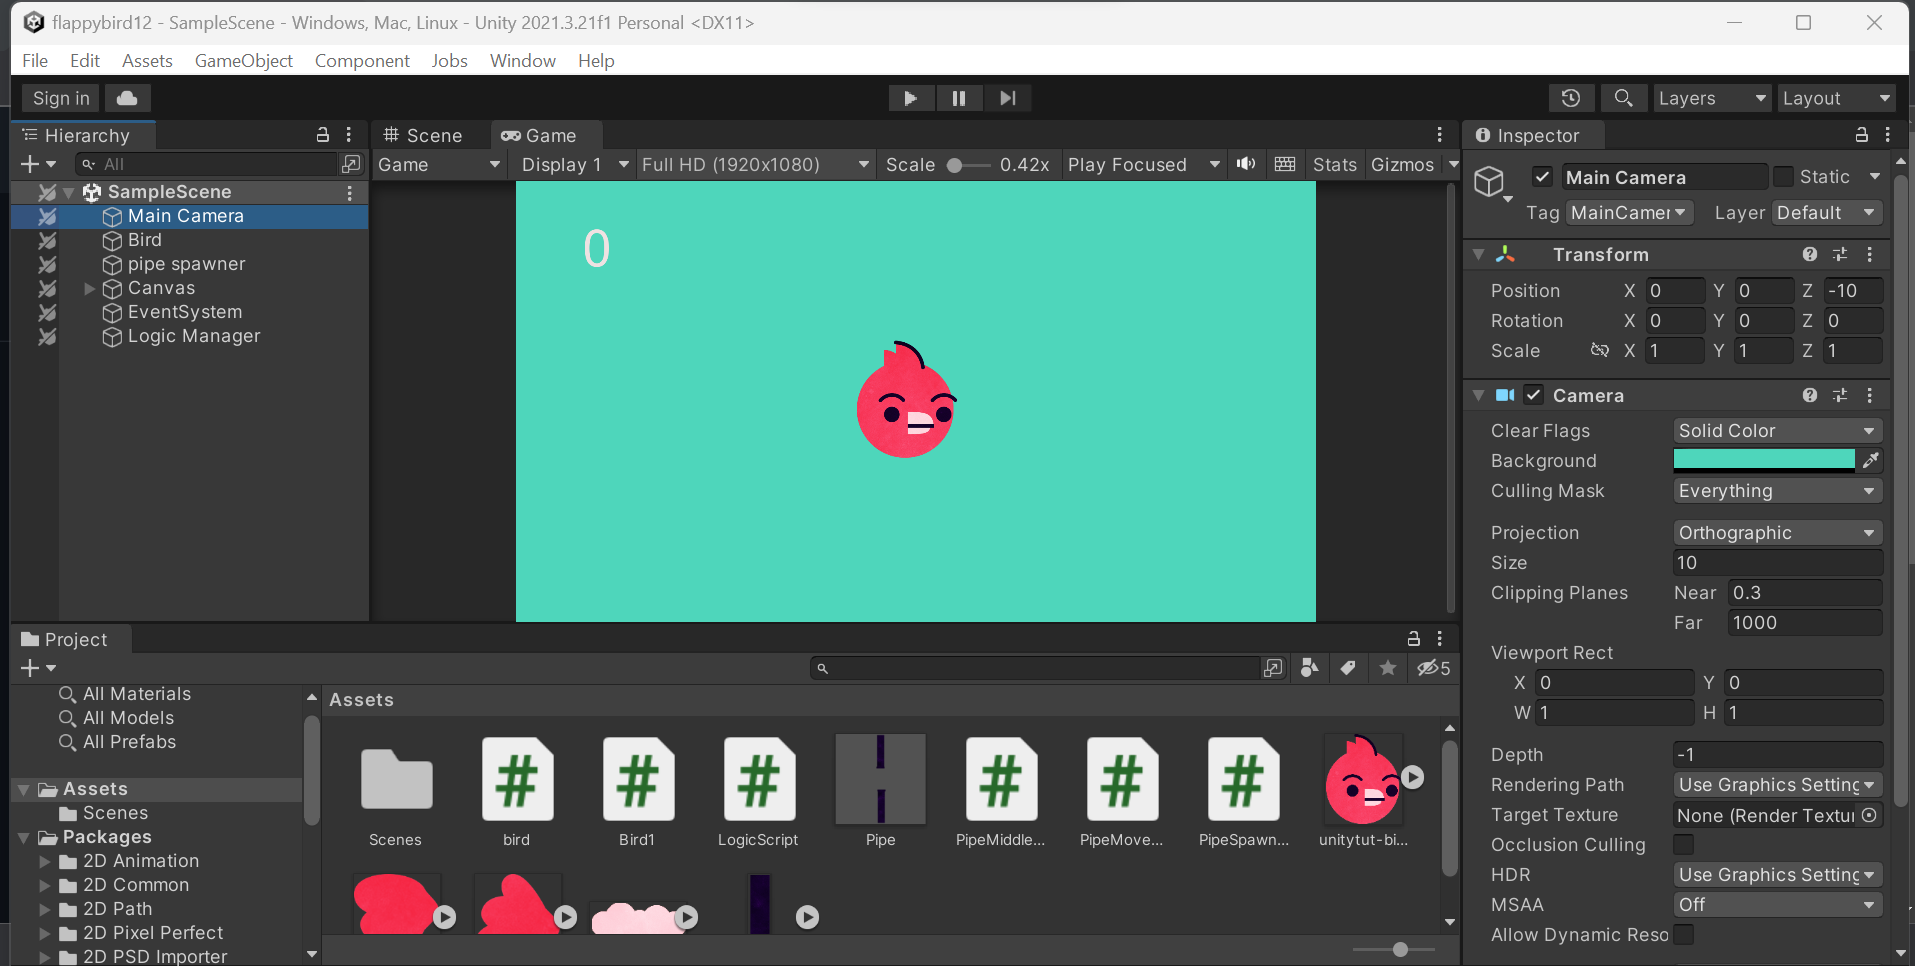 flappybird12 - SampleScene - Windows, Mac, Linux - Unity 2021.3.21f1 Personal <DX11>
File Edit Assets GameObject Component Jobs Window Help
Sign in
Layers
Layout
Hierarchy
All
SampleScene
Main Camera
Bird
pipe spawner
Canvas
EventSystem
Logic Manager
Scene
Game
Game
Display 1
Full HD (1920x1080)
Scale
0.42x
Play Focused
Stats
Gizmos
0
Inspector
Main Camera
Static
Tag MainCamer
Layer Default
Transform
Position X 0 Y 0 Z -10
Rotation X 0 Y 0 Z 0
Scale X 1 Y 1 Z 1
Camera
Clear Flags Solid Color
Background
Culling Mask Everything
Projection Orthographic
Size 10
Clipping Planes Near 0.3
Far 1000
Viewport Rect
X 0 Y 0
W 1 H 1
Depth -1
Rendering Path Use Graphics Setting
Target Texture None (Render Textur
Occlusion Culling
HDR Use Graphics Setting
MSAA Off
Allow Dynamic Reso
Project
5
All Materials
All Models
All Prefabs
Assets
Scenes
Packages
2D Animation
2D Common
2D Path
2D Pixel Perfect
2D PSD Importer
Assets
Scenes
bird
Bird1
LogicScript
Pipe
PipeMiddle...
PipeMove...
PipeSpawn...
unitytut-bi...